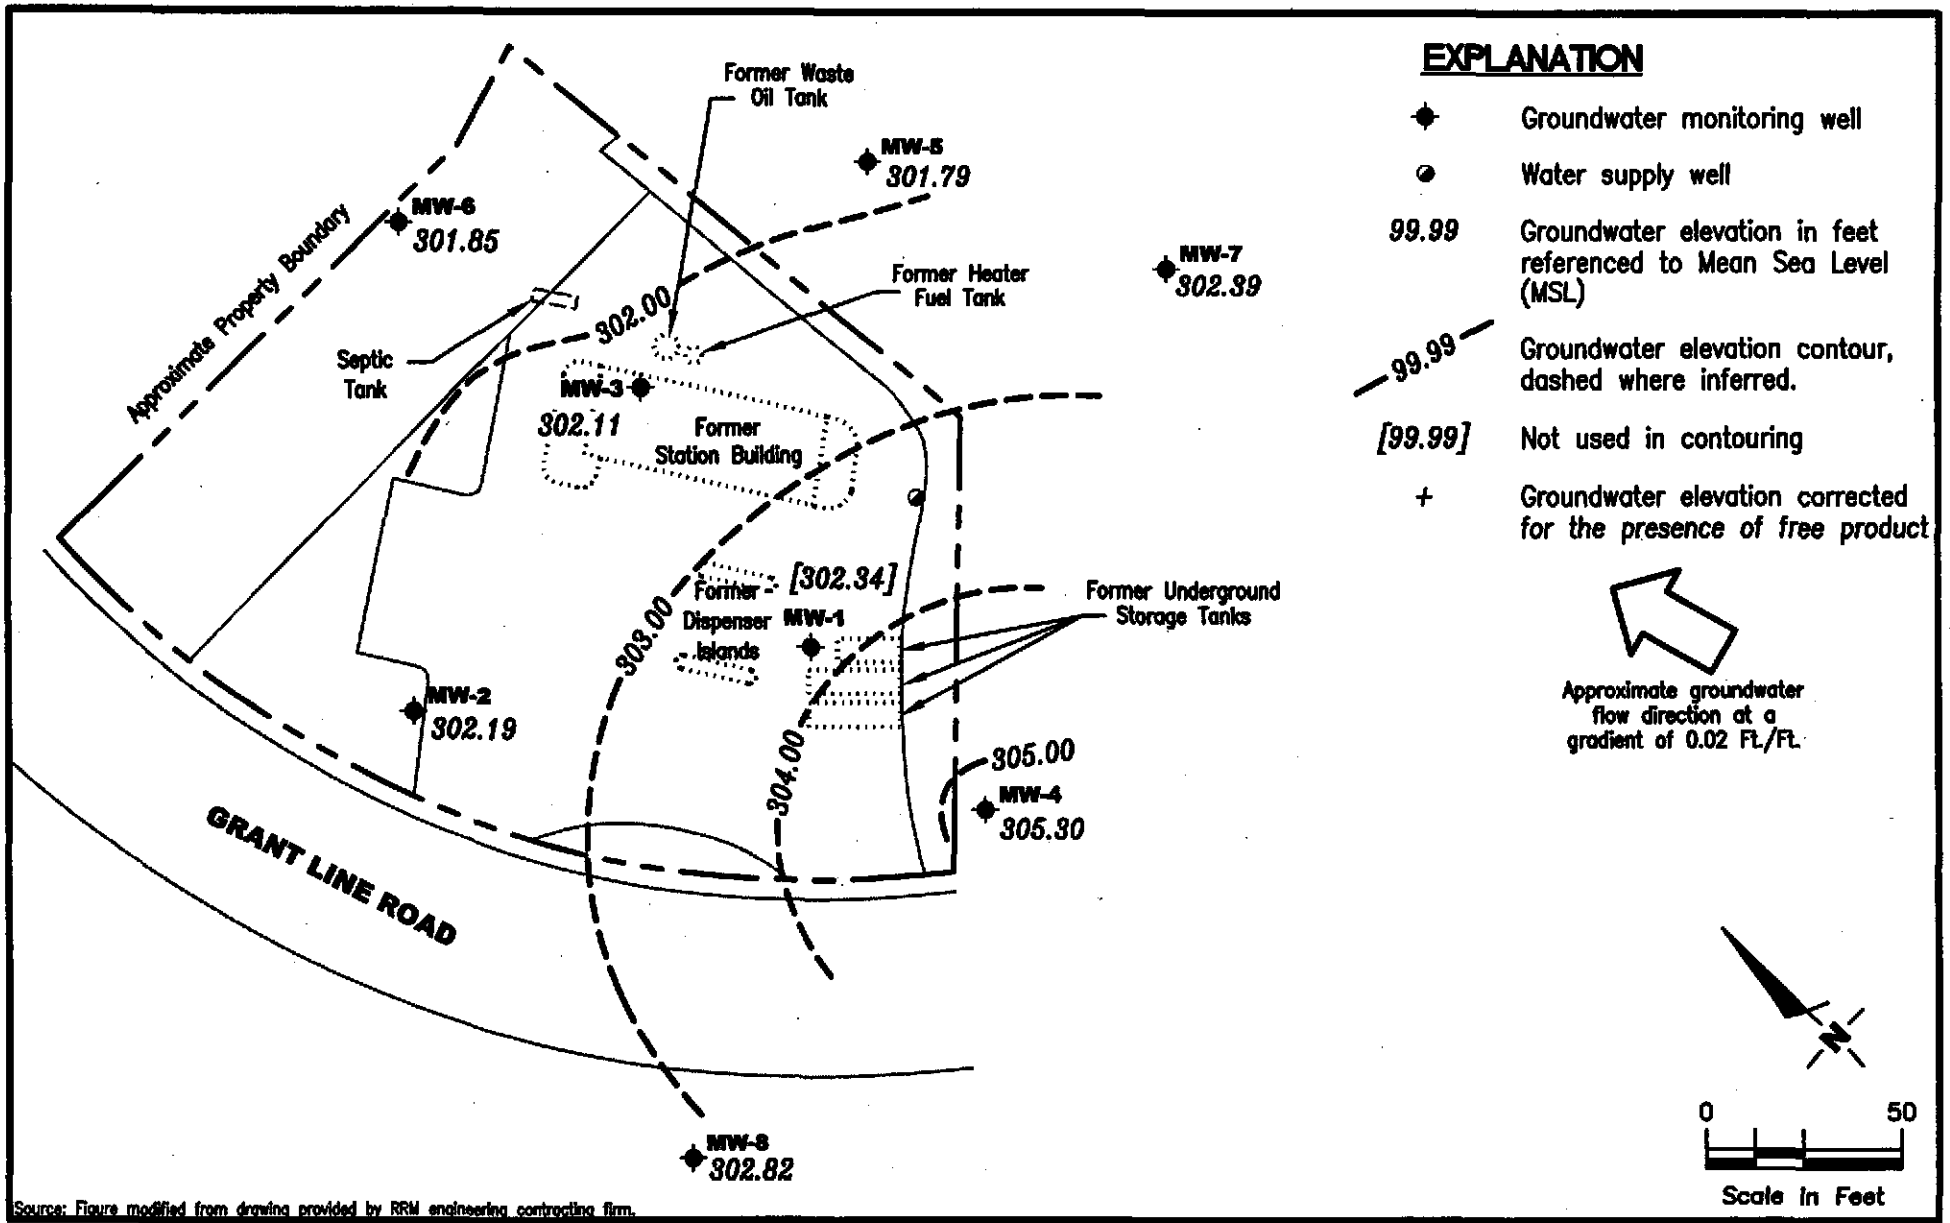 EXPLANATION
Groundwater monitoring well
Water supply well
99.99
Groundwater elevation in feet
referenced to Mean Sea Level
(MSL)
99.99
Groundwater elevation contour,
dashed where inferred.
[99.99]
Not used in contouring
+
Groundwater elevation corrected
for the presence of free product
Approximate groundwater
flow direction at a
gradient of 0.02 Ft./Ft.
N
0
50
Scale in Feet
Former Waste
Oil Tank
MW-5
301.79
MW-6
301.85
Approximate Property Boundary
MW-7
302.39
Former Heater
Fuel Tank
302.00
Septic
Tank
MW-3
302.11
Former
Station Building
[302.34]
Former
Dispenser
Islands
MW-1
Former Underground
Storage Tanks
303.00
MW-2
302.19
304.00
305.00
MW-4
305.30
GRANT LINE ROAD
MW-8
302.82
Source: Figure modified from drawing provided by RRM engineering contracting firm.